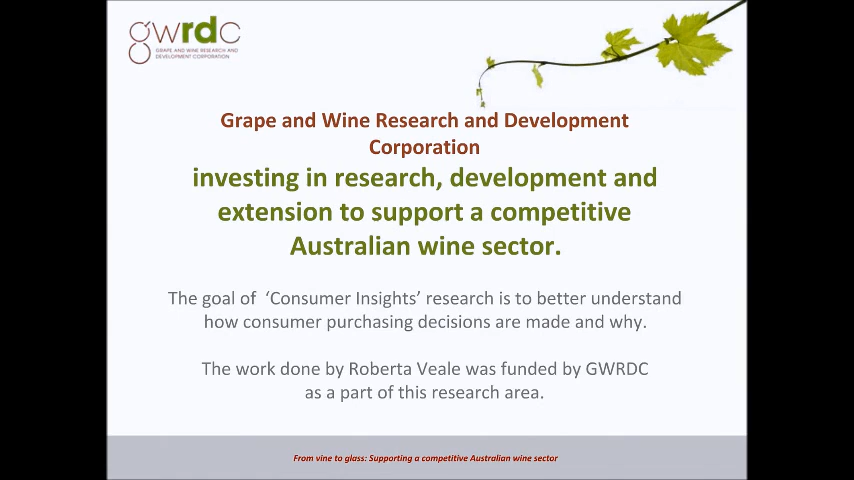 gwrdc
GRAPE AND WINE RESEARCH AND
DEVELOPMENT CORPORATION
Grape and Wine Research and Development
Corporation
investing in research, development and
extension to support a competitive
Australian wine sector.
The goal of ‘Consumer Insights’ research is to better understand
how consumer purchasing decisions are made and why.
The work done by Roberta Veale was funded by GWRDC
as a part of this research area.
From vine to glass: Supporting a competitive Australian wine sector